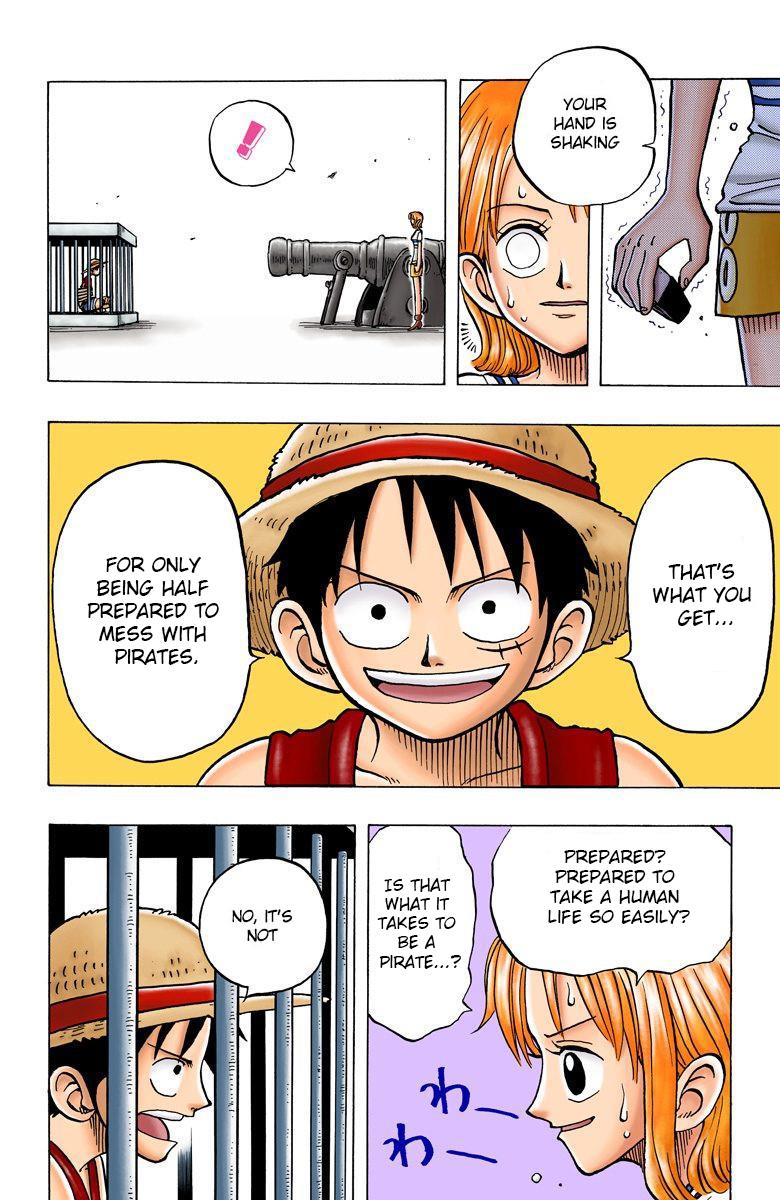 YOUR
HAND IS
SHAKING
!
THAT'S
WHAT YOU
GET...
FOR ONLY
BEING HALF
PREPARED TO
MESS WITH
PIRATES.
PREPARED?
PREPARED TO
TAKE A HUMAN
LIFE SO EASILY?
IS THAT
WHAT IT
TAKES TO
BE A
PIRATE...?
わー
わー
NO, IT'S
NOT